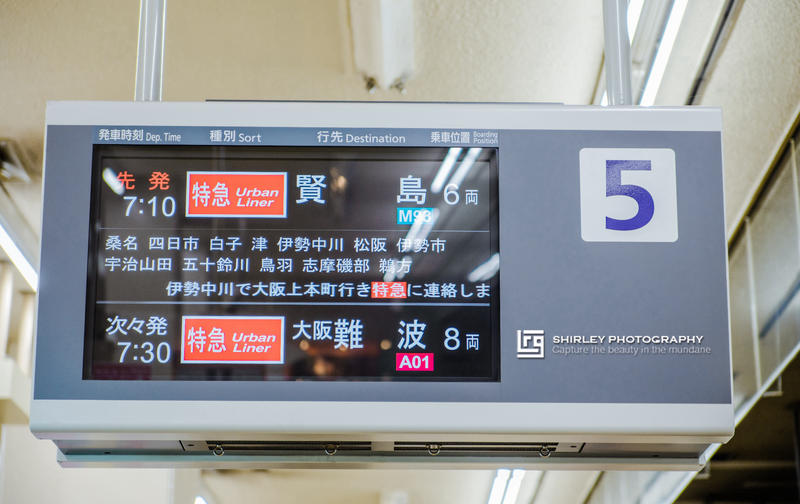 発車時刻 Dep. Time 種別 Sort 行先 Destination 乗車位置 Boarding Position
先発 特急 Urban Liner 賢島 6両
7:10 M93
桑名 四日市 白子 津 伊勢中川 松阪 伊勢市
宇治山田 五十鈴川 鳥羽 志摩磯部 鵜方
伊勢中川で大阪上本町行き特急に連絡しま
次々発 特急 Urban Liner 大阪難波 8両
7:30 A01
5
SHIRLEY PHOTOGRAPHY
Capture the beauty in the mundane